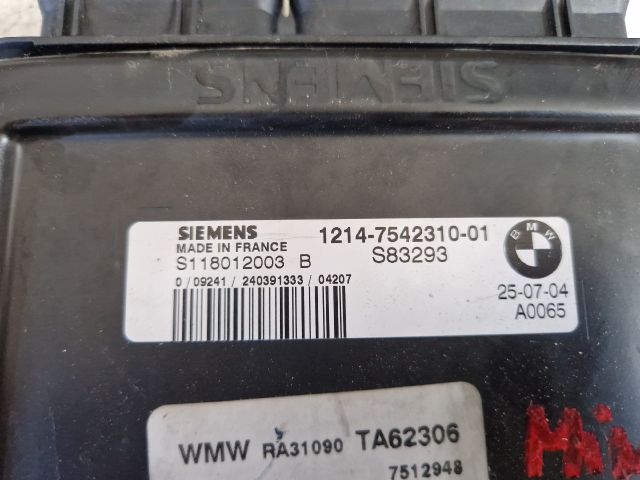 SIEMENS
SIEMENS 1214-7542310-01
MADE IN FRANCE
S118012003 B S83293
BMW
0 / 09241 / 240391333 / 04207
25-07-04
A0065
WMW RA31090 TA62306
7512948